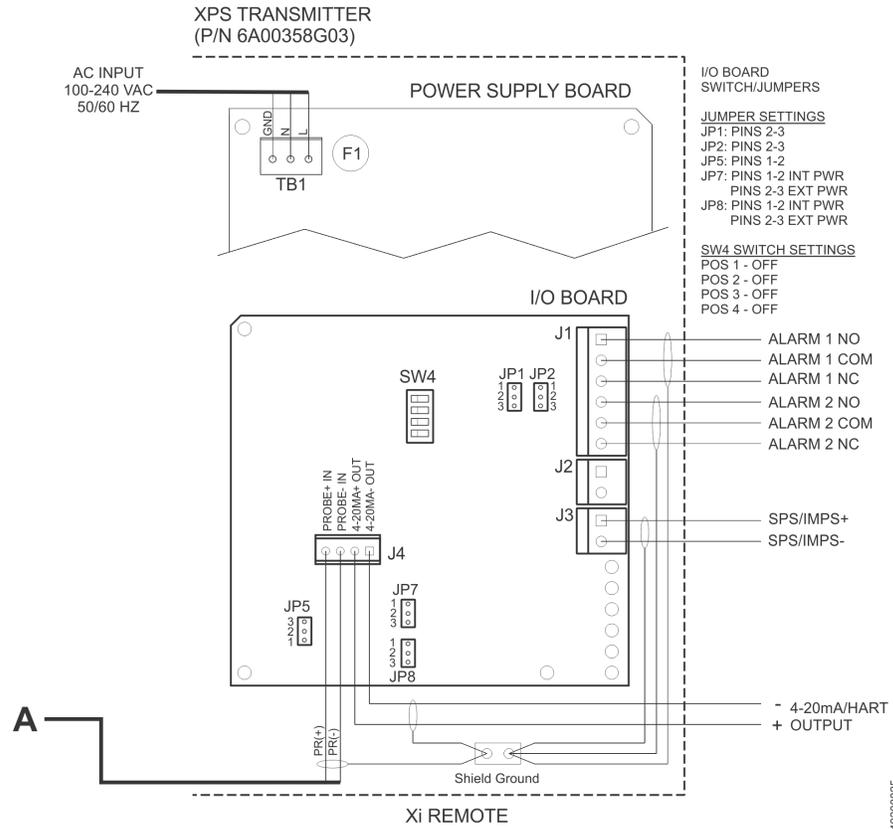 XPS TRANSMITTER
(P/N 6A00358G03)
AC INPUT
100-240 VAC
50/60 HZ
POWER SUPPLY BOARD
GND
N
L
F1
TB1
I/O BOARD
SWITCH/JUMPERS
JUMPER SETTINGS
JP1: PINS 2-3
JP2: PINS 2-3
JP5: PINS 1-2
JP7: PINS 1-2 INT PWR
PINS 2-3 EXT PWR
JP8: PINS 1-2 INT PWR
PINS 2-3 EXT PWR
SW4 SWITCH SETTINGS
POS 1 - OFF
POS 2 - OFF
POS 3 - OFF
POS 4 - OFF
I/O BOARD
J1
ALARM 1 NO
ALARM 1 COM
ALARM 1 NC
ALARM 2 NO
ALARM 2 COM
ALARM 2 NC
SW4
JP1 JP2
1 1
2 2
3 3
J2
J3
SPS/IMPS+
SPS/IMPS-
PROBE+ IN
PROBE- IN
4-20MA+ OUT
4-20MA- OUT
J4
JP5
3
2
1
JP7
1
2
3
1
2
3
JP8
A
PR(+)
PR(-)
- 4-20mA/HART
+ OUTPUT
Shield Ground
Xi REMOTE